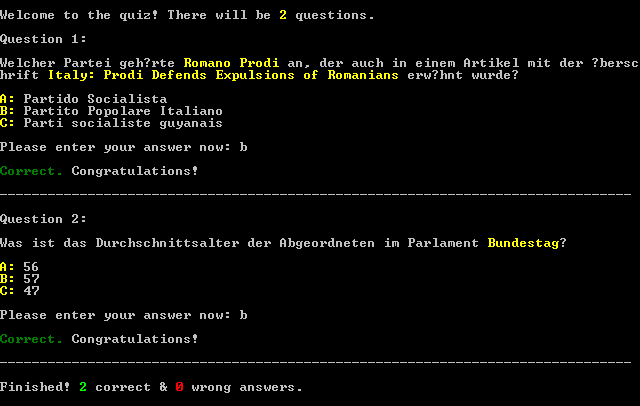 Welcome to the quiz! There will be 2 questions.
Question 1:
Welcher Partei geh?rte Romano Prodi an, der auch in einem Artikel mit der ?bersc
hrift Italy: Prodi Defends Expulsions of Romanians erw?hnt wurde?
A: Partido Socialista
B: Partito Popolare Italiano
C: Parti socialiste guyanais
Please enter your answer now: b
Correct. Congratulations!
Question 2:
Was ist das Durchschnittsalter der Abgeordneten im Parlament Bundestag?
A: 56
B: 57
C: 47
Please enter your answer now: b
Correct. Congratulations!
Finished! 2 correct & 0 wrong answers.